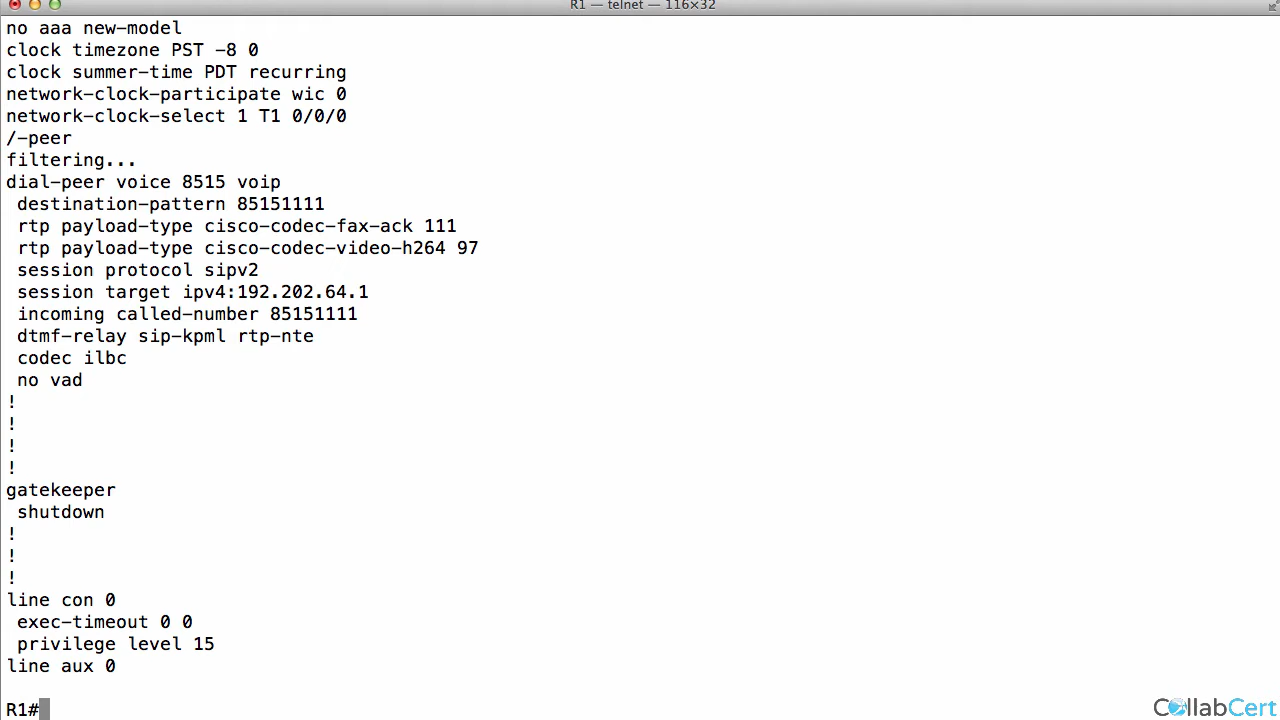 R1 — telnet — 116×32
no aaa new-model
clock timezone PST -8 0
clock summer-time PDT recurring
network-clock-participate wic 0
network-clock-select 1 T1 0/0/0
/-peer
filtering...
dial-peer voice 8515 voip
 destination-pattern 85151111
 rtp payload-type cisco-codec-fax-ack 111
 rtp payload-type cisco-codec-video-h264 97
 session protocol sipv2
 session target ipv4:192.202.64.1
 incoming called-number 85151111
 dtmf-relay sip-kpml rtp-nte
 codec ilbc
 no vad
!
!
!
!
gatekeeper
 shutdown
!
!
!
line con 0
 exec-timeout 0 0
 privilege level 15
line aux 0
R1#
CollabCert